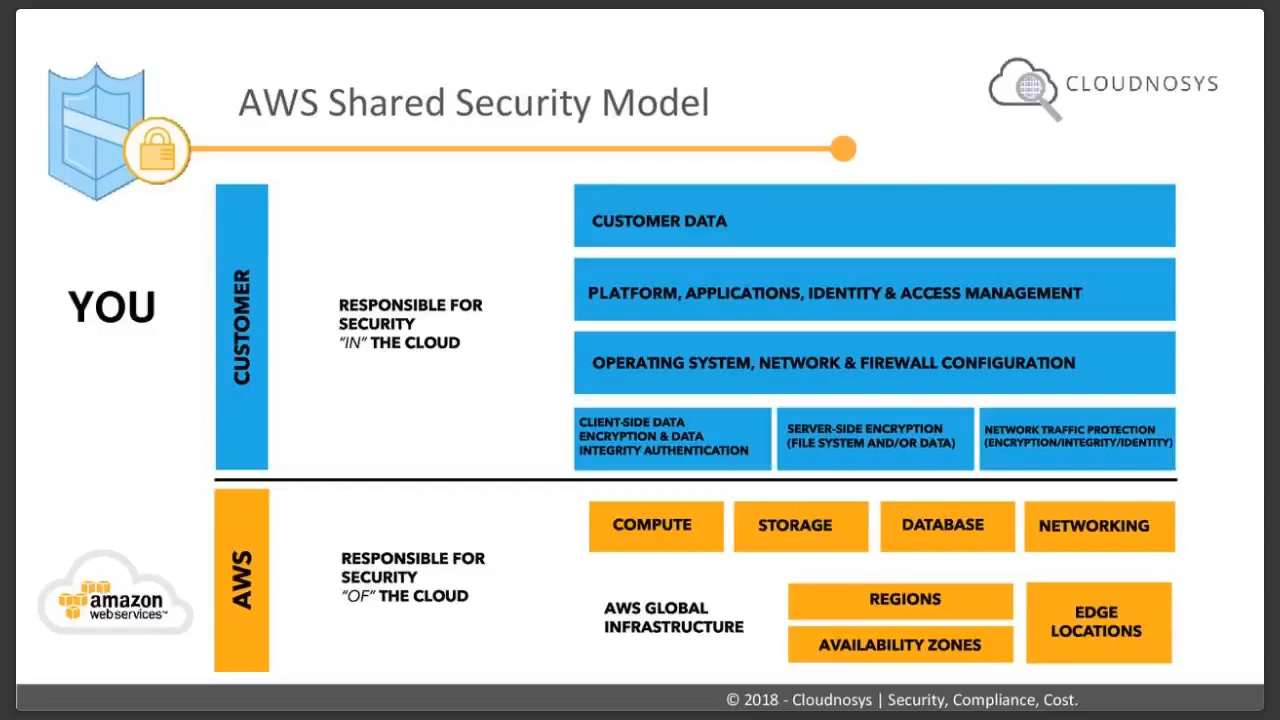 AWS Shared Security Model
CLOUDNOSYS
YOU
CUSTOMER
RESPONSIBLE FOR
SECURITY
“IN” THE CLOUD
CUSTOMER DATA
PLATFORM, APPLICATIONS, IDENTITY & ACCESS MANAGEMENT
OPERATING SYSTEM, NETWORK & FIREWALL CONFIGURATION
CLIENT-SIDE DATA
ENCRYPTION & DATA
INTEGRITY AUTHENTICATION
SERVER-SIDE ENCRYPTION
(FILE SYSTEM AND/OR DATA)
NETWORK TRAFFIC PROTECTION
(ENCRYPTION/INTEGRITY/IDENTITY)
amazon
webservices™
AWS
RESPONSIBLE FOR
SECURITY
“OF” THE CLOUD
COMPUTE
STORAGE
DATABASE
NETWORKING
AWS GLOBAL
INFRASTRUCTURE
REGIONS
AVAILABILITY ZONES
EDGE
LOCATIONS
© 2018 - Cloudnosys | Security, Compliance, Cost.